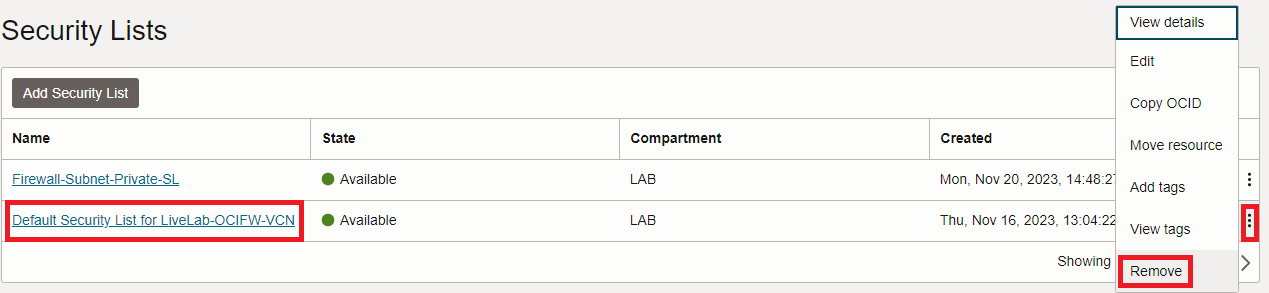 Security Lists
Add Security List
Name State Compartment Created
Firewall-Subnet-Private-SL Available LAB Mon, Nov 20, 2023, 14:48:27
Default Security List for LiveLab-OCIFW-VCN Available LAB Thu, Nov 16, 2023, 13:04:22
Showing
View details
Edit
Copy OCID
Move resource
Add tags
View tags
Remove